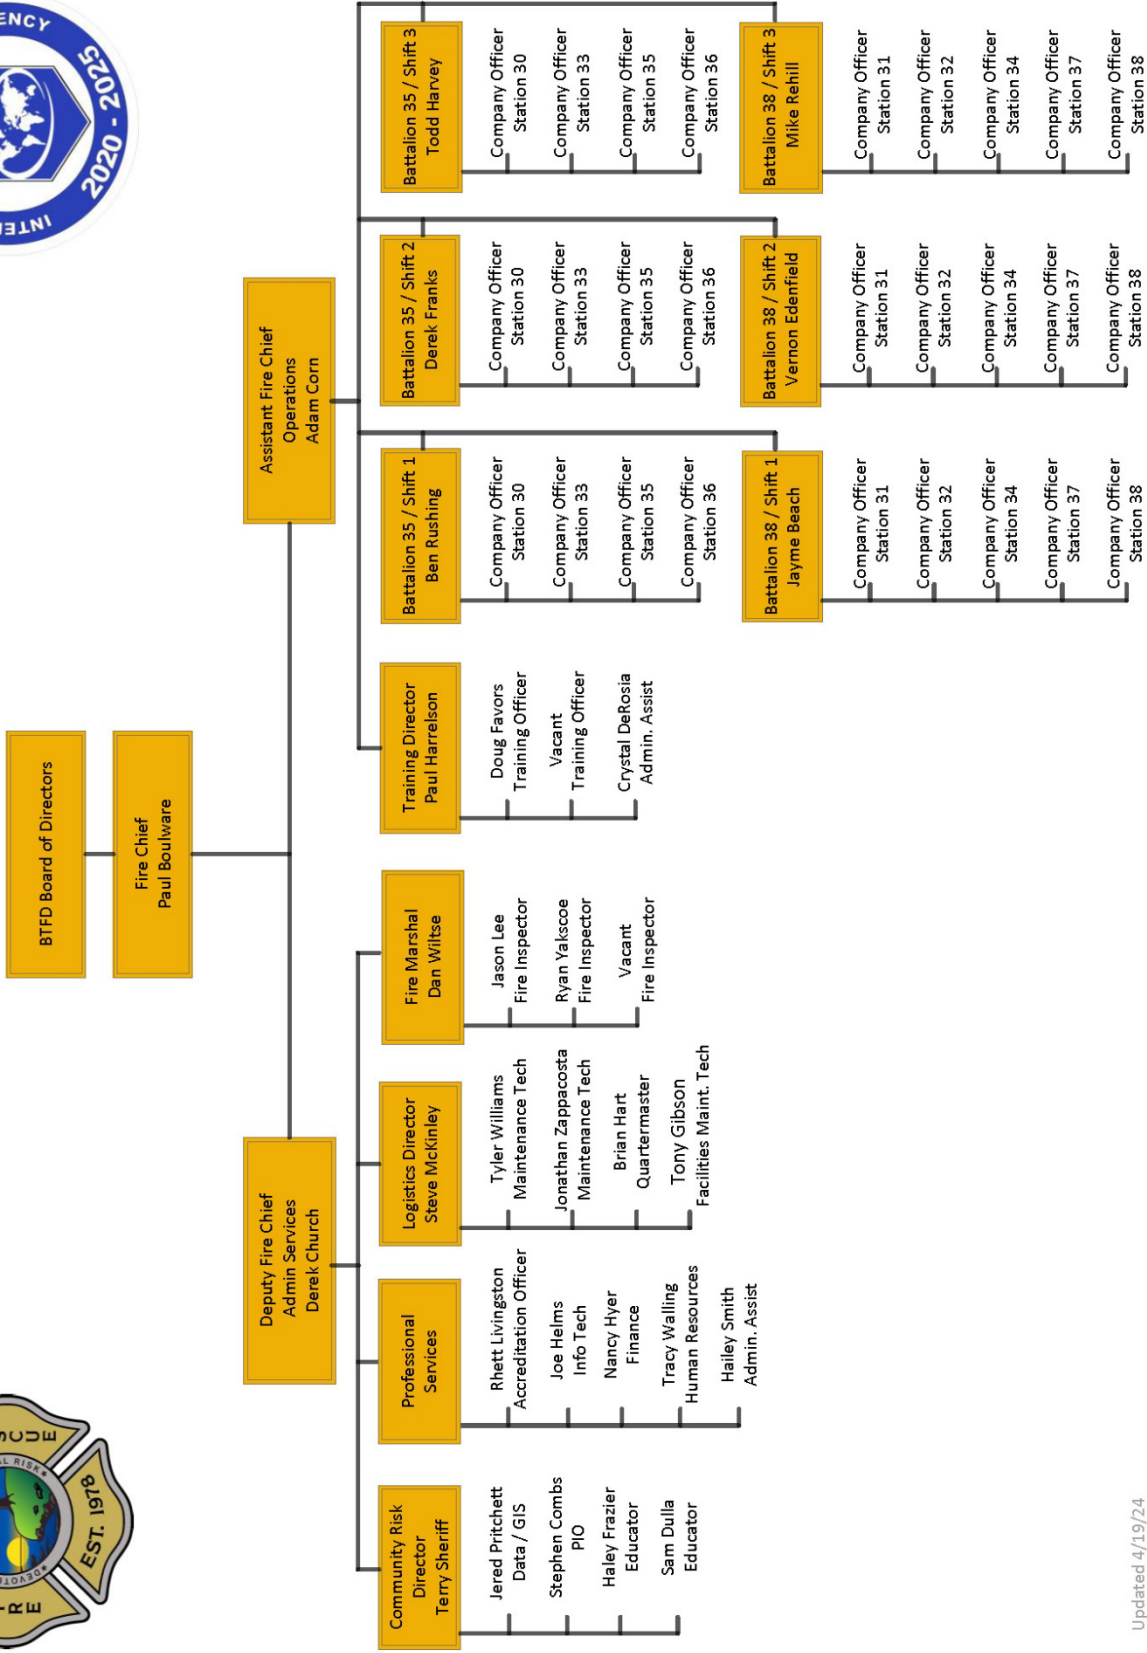 BTFD Board of Directors
Fire Chief
Paul Boulware
Deputy Fire Chief
Admin Services
Derek Church
Assistant Fire Chief
Operations
Adam Corn
Community Risk
Director
Terry Sheriff
Jered Pritchett
Data / GIS
Stephen Combs
PIO
Haley Frazier
Educator
Sam Dulla
Educator
Professional
Services
Rhett Livingston
Accreditation Officer
Joe Helms
Info Tech
Nancy Hyer
Finance
Tracy Walling
Human Resources
Hailey Smith
Admin. Assist
Logistics Director
Steve McKinley
Tyler Williams
Maintenance Tech
Jonathan Zappacosta
Maintenance Tech
Brian Hart
Quartermaster
Tony Gibson
Facilities Maint. Tech
Fire Marshal
Dan Wiltse
Jason Lee
Fire Inspector
Ryan Yakscoe
Fire Inspector
Vacant
Fire Inspector
Training Director
Paul Harrelson
Doug Favors
Training Officer
Vacant
Training Officer
Crystal DeRosia
Admin. Assist
Battalion 35 / Shift 1
Ben Rushing
Company Officer
Station 30
Company Officer
Station 33
Company Officer
Station 35
Company Officer
Station 36
Battalion 35 / Shift 2
Derek Franks
Company Officer
Station 30
Company Officer
Station 33
Company Officer
Station 35
Company Officer
Station 36
Battalion 35 / Shift 3
Todd Harvey
Company Officer
Station 30
Company Officer
Station 33
Company Officer
Station 35
Company Officer
Station 36
Battalion 38 / Shift 1
Jayme Beach
Company Officer
Station 31
Company Officer
Station 32
Company Officer
Station 34
Company Officer
Station 37
Company Officer
Station 38
Battalion 38 / Shift 2
Vernon Edenfield
Company Officer
Station 31
Company Officer
Station 32
Company Officer
Station 34
Company Officer
Station 37
Company Officer
Station 38
Battalion 38 / Shift 3
Mike Rehill
Company Officer
Station 31
Company Officer
Station 32
Company Officer
Station 34
Company Officer
Station 37
Company Officer
Station 38
EST. 1978
2020 - 2025
Updated 4/19/24